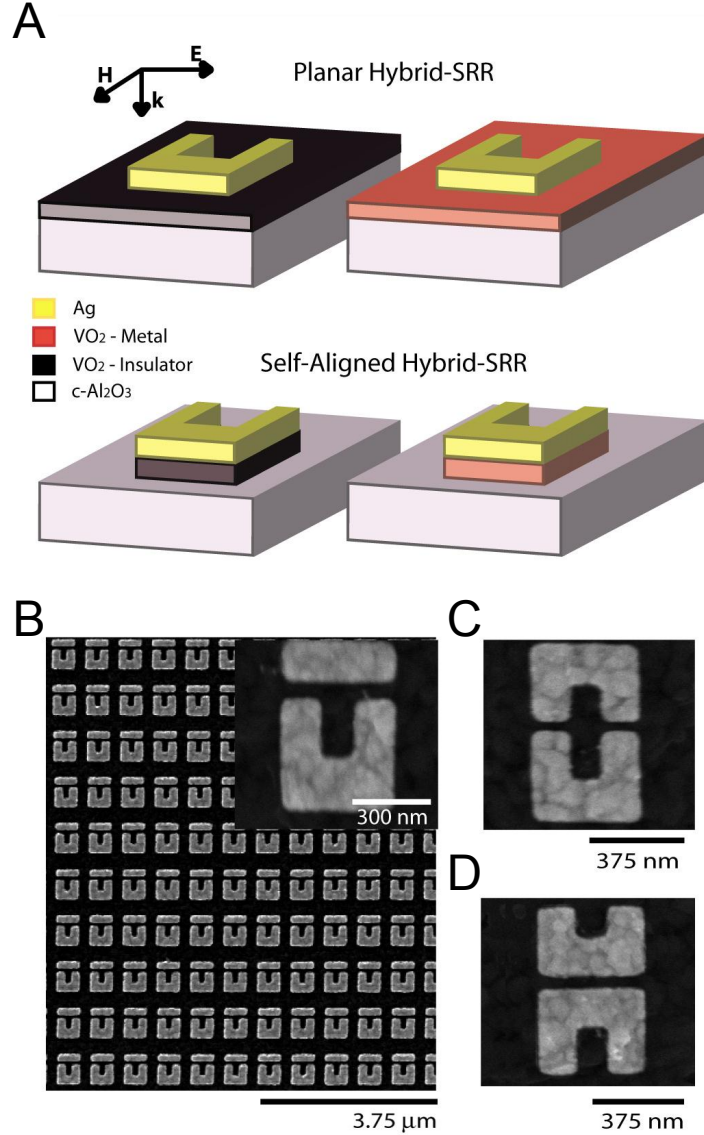 A
E
H
k
Planar Hybrid-SRR
Ag
VO₂ - Metal
VO₂ - Insulator
c-Al₂O₃
Self-Aligned Hybrid-SRR
B
300 nm
3.75 μm
C
375 nm
D
375 nm